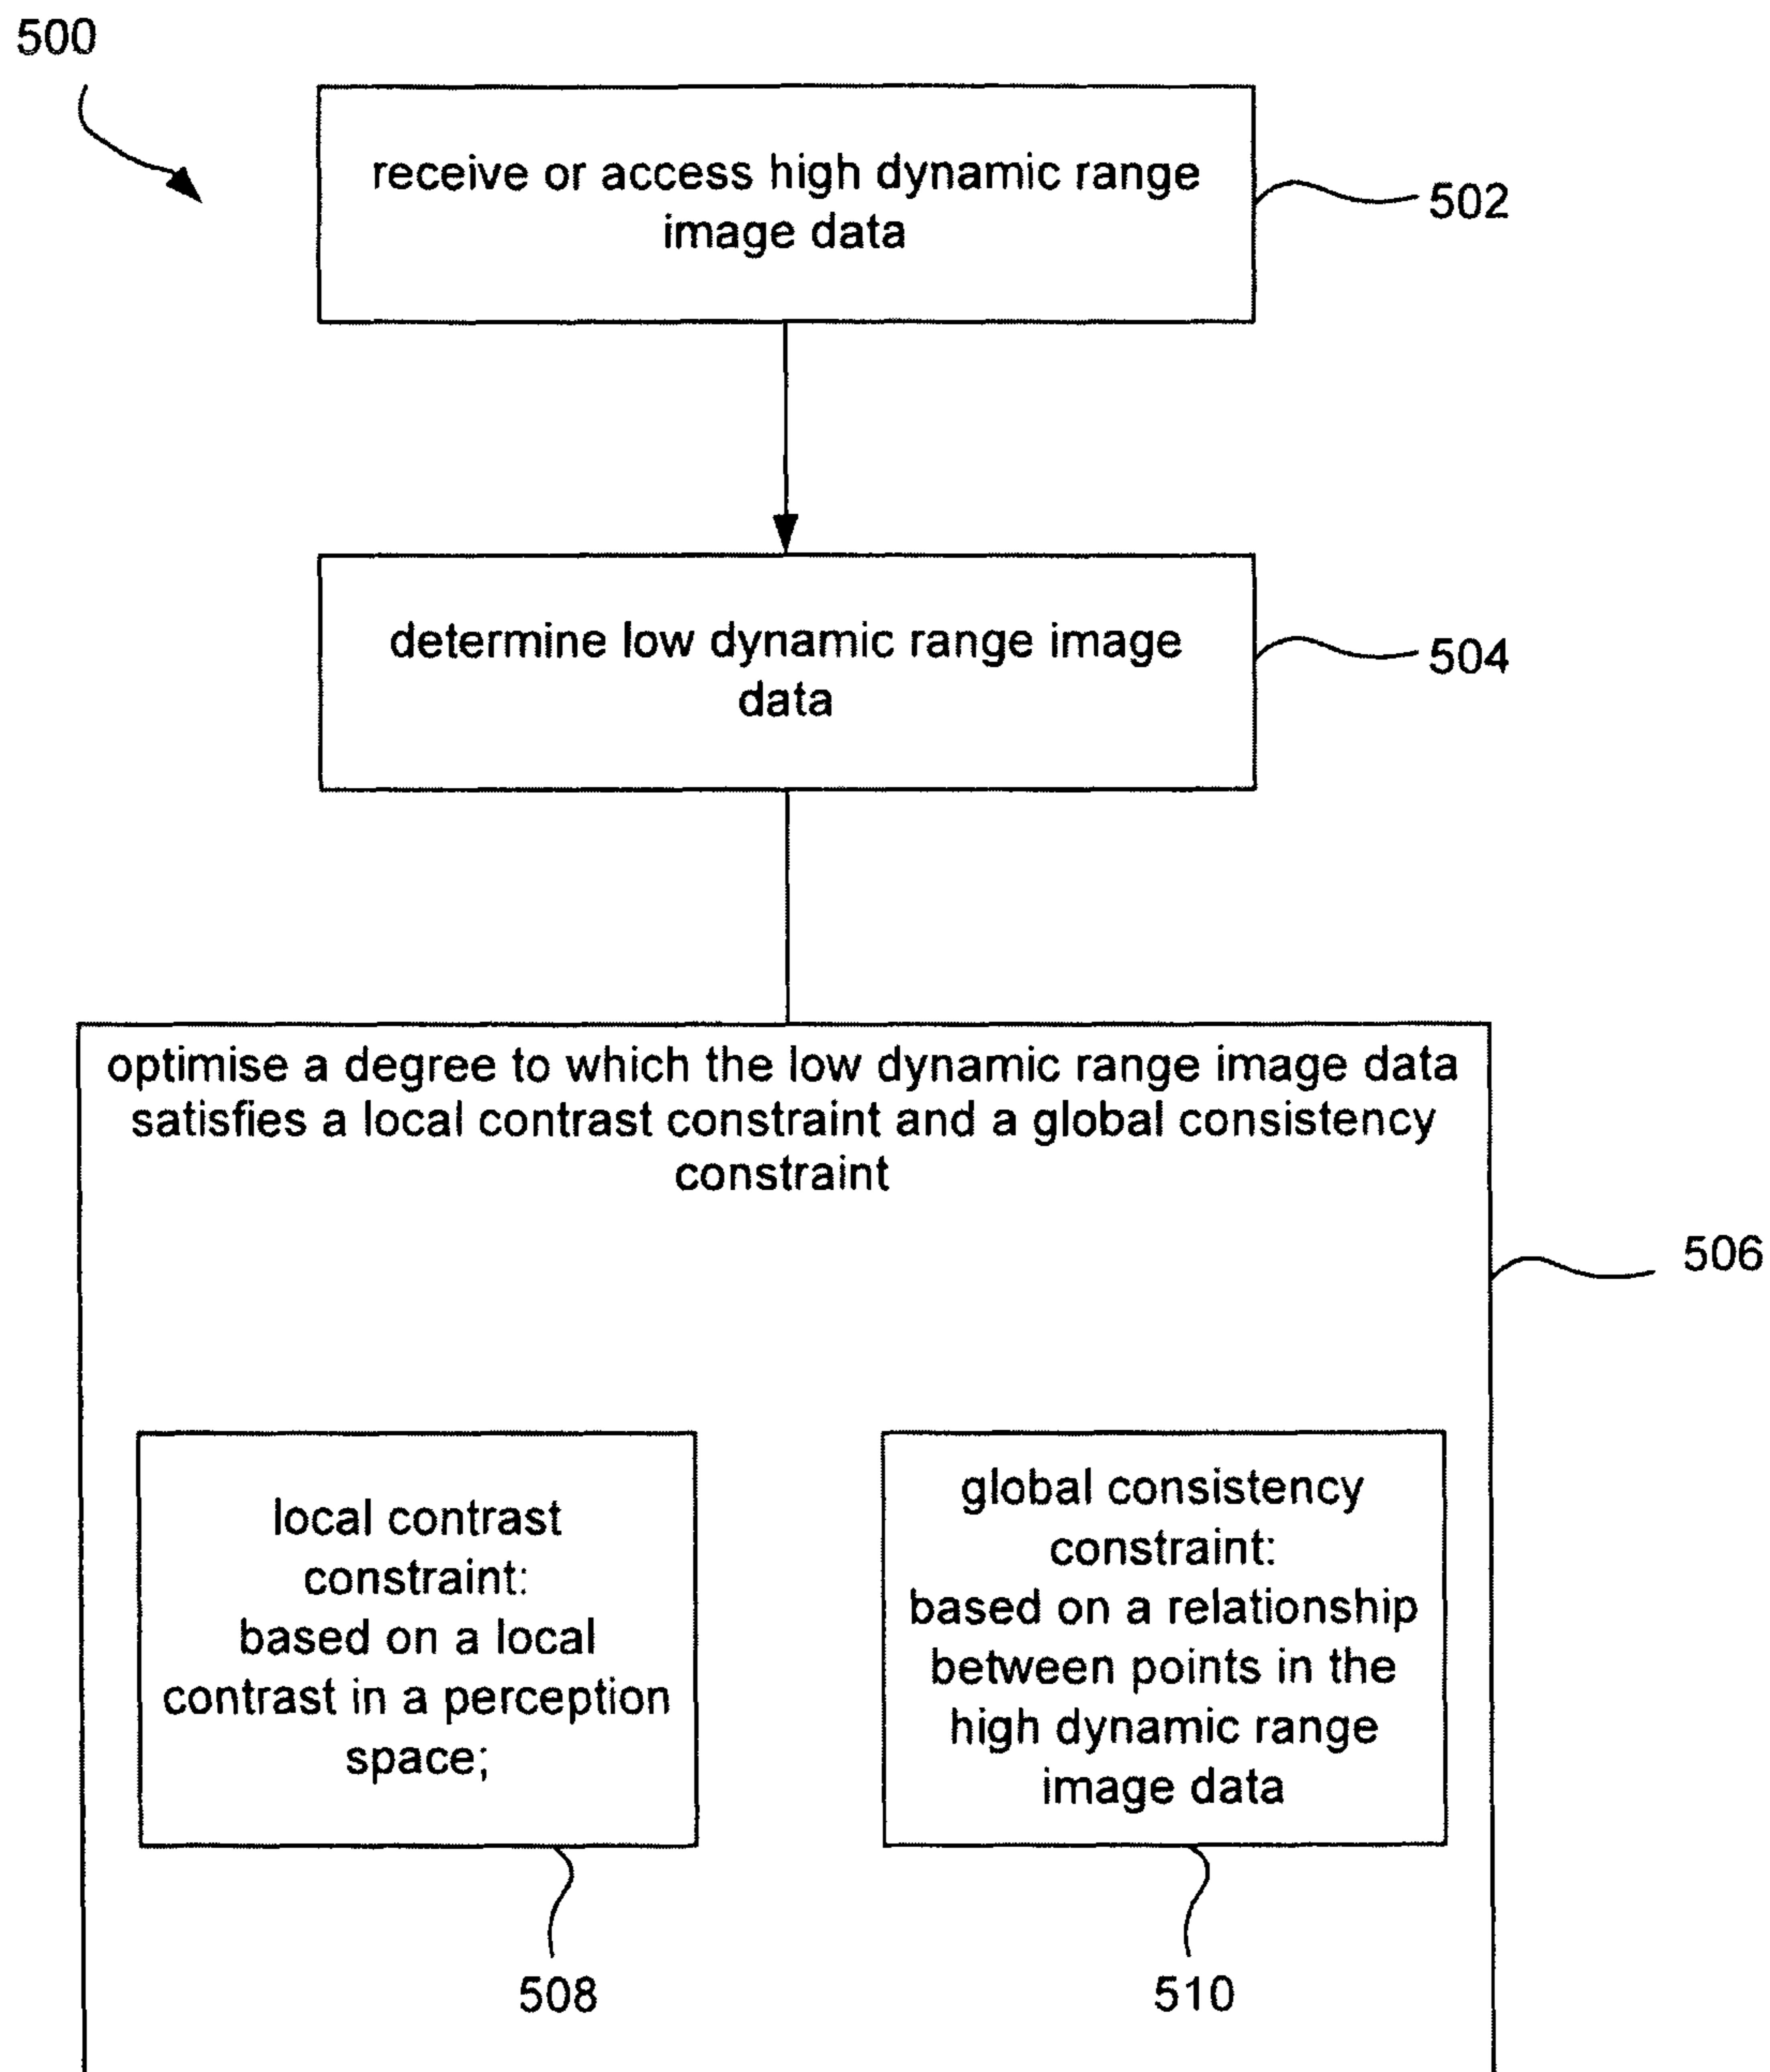 500
receive or access high dynamic range
image data
502
determine low dynamic range image
data
504
optimise a degree to which the low dynamic range image data
satisfies a local contrast constraint and a global consistency
constraint
506
local contrast
constraint:
based on a local
contrast in a perception
space;
508
global consistency
constraint:
based on a relationship
between points in the
high dynamic range
image data
510